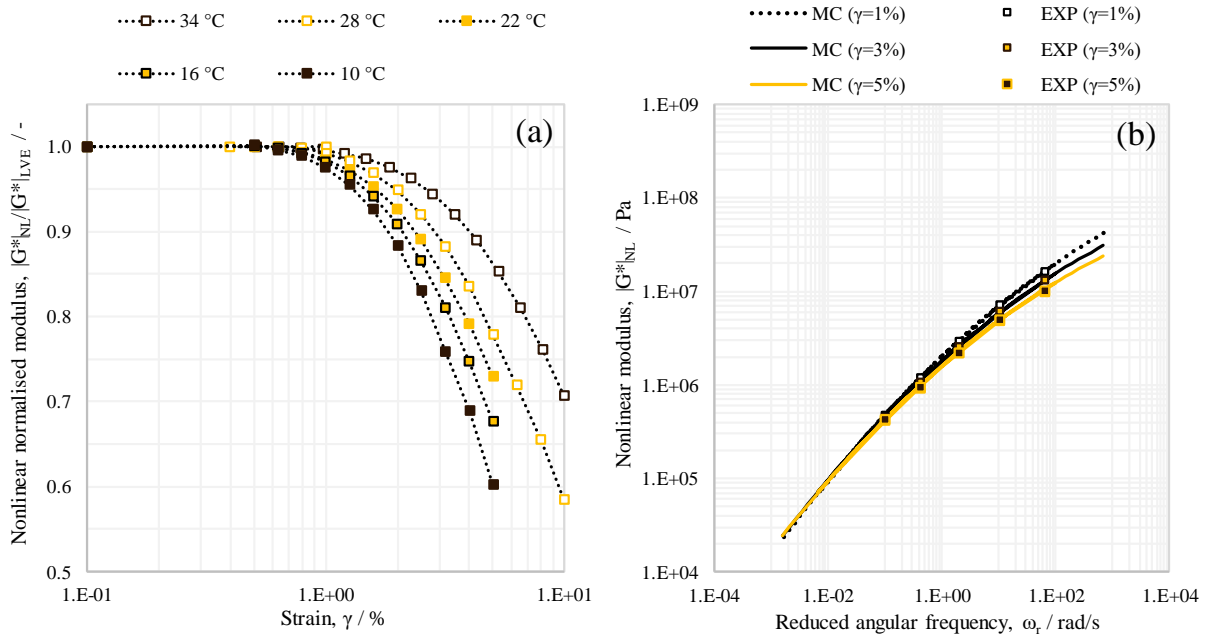 34 °C
28 °C
22 °C
16 °C
10 °C
(a)
Nonlinear normalised modulus, |G*|NL/|G*|LVE / -
1.0
0.9
0.8
0.7
0.6
0.5
1.E-01
1.E+00
1.E+01
Strain, γ / %
MC (γ=1%)
EXP (γ=1%)
MC (γ=3%)
EXP (γ=3%)
MC (γ=5%)
EXP (γ=5%)
(b)
Nonlinear modulus, |G*|NL / Pa
1.E+09
1.E+08
1.E+07
1.E+06
1.E+05
1.E+04
1.E-04
1.E-02
1.E+00
1.E+02
1.E+04
Reduced angular frequency, ωr / rad/s